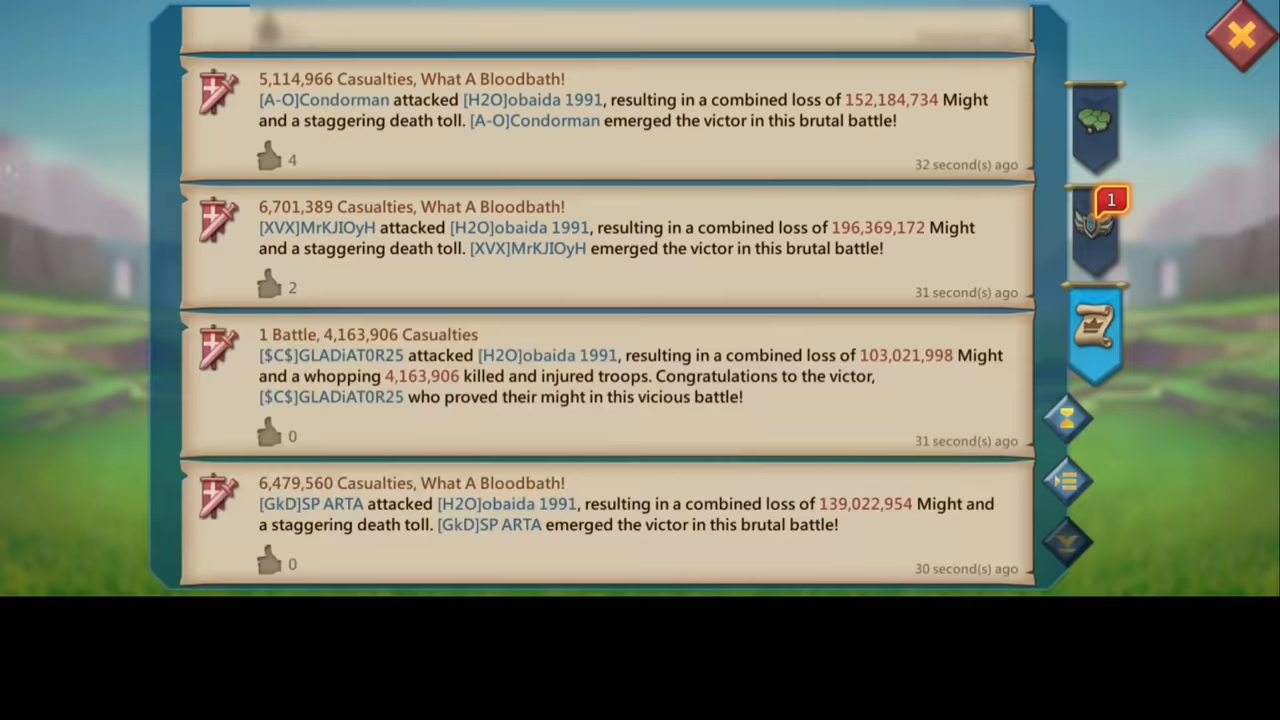 5,114,966 Casualties, What A Bloodbath!
[A-O]Condorman attacked [H2O]obaida 1991, resulting in a combined loss of 152,184,734 Might
and a staggering death toll. [A-O]Condorman emerged the victor in this brutal battle!
4
32 second(s) ago
1
6,701,389 Casualties, What A Bloodbath!
[XVX]MrKJIOyH attacked [H2O]obaida 1991, resulting in a combined loss of 196,369,172 Might
and a staggering death toll. [XVX]MrKJIOyH emerged the victor in this brutal battle!
2
31 second(s) ago
1 Battle, 4,163,906 Casualties
[$C$]GLADiAT0R25 attacked [H2O]obaida 1991, resulting in a combined loss of 103,021,998 Might
and a whopping 4,163,906 killed and injured troops. Congratulations to the victor,
[$C$]GLADiAT0R25 who proved their might in this vicious battle!
0
31 second(s) ago
6,479,560 Casualties, What A Bloodbath!
[GkD]SP ARTA attacked [H2O]obaida 1991, resulting in a combined loss of 139,022,954 Might and
a staggering death toll. [GkD]SP ARTA emerged the victor in this brutal battle!
0
30 second(s) ago